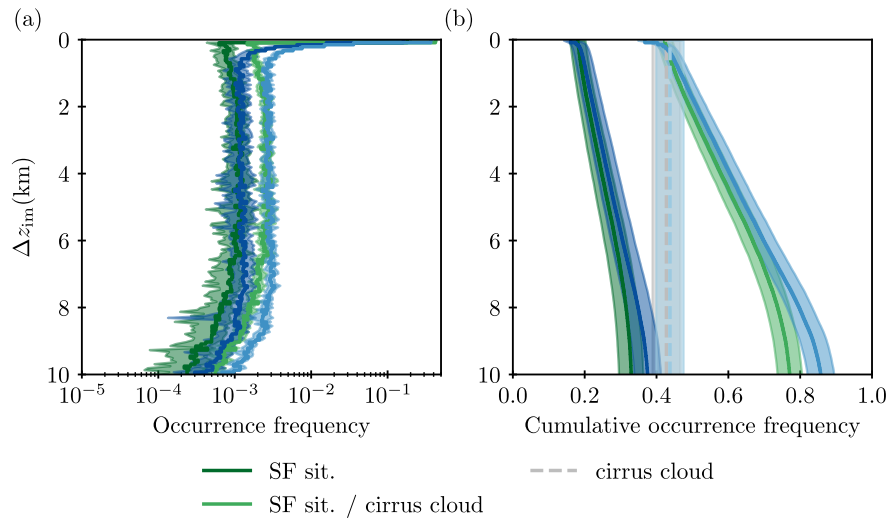 (a)
(b)
0
2
4
6
8
10
Δz_im(km)
10^−5
10^−4
10^−3
10^−2
10^−1
Occurrence frequency
0
2
4
6
8
10
0.0
0.2
0.4
0.6
0.8
1.0
Cumulative occurrence frequency
SF sit.
SF sit. / cirrus cloud
cirrus cloud